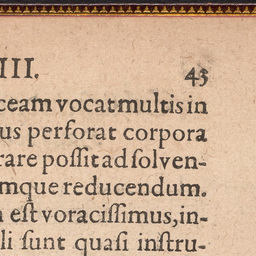 III. 43
ceam vocat multis in
us perforat corpora
rare poſſit ad ſolven-
mque reducendum.
eſt voraciſſimus, in-
li ſunt quaſi inſtru-